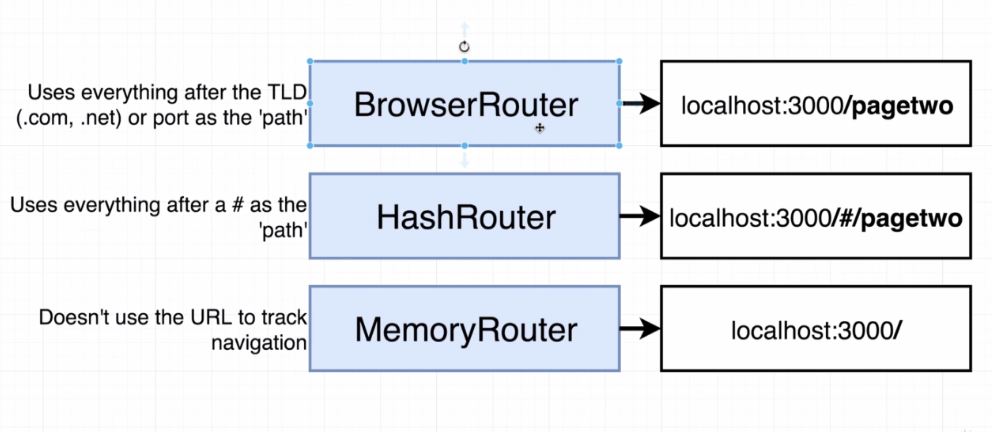 Uses everything after the TLD
(.com, .net) or port as the 'path'
BrowserRouter
localhost:3000/pagetwo
Uses everything after a # as the
'path'
HashRouter
localhost:3000/#/pagetwo
Doesn't use the URL to track
navigation
MemoryRouter
localhost:3000/